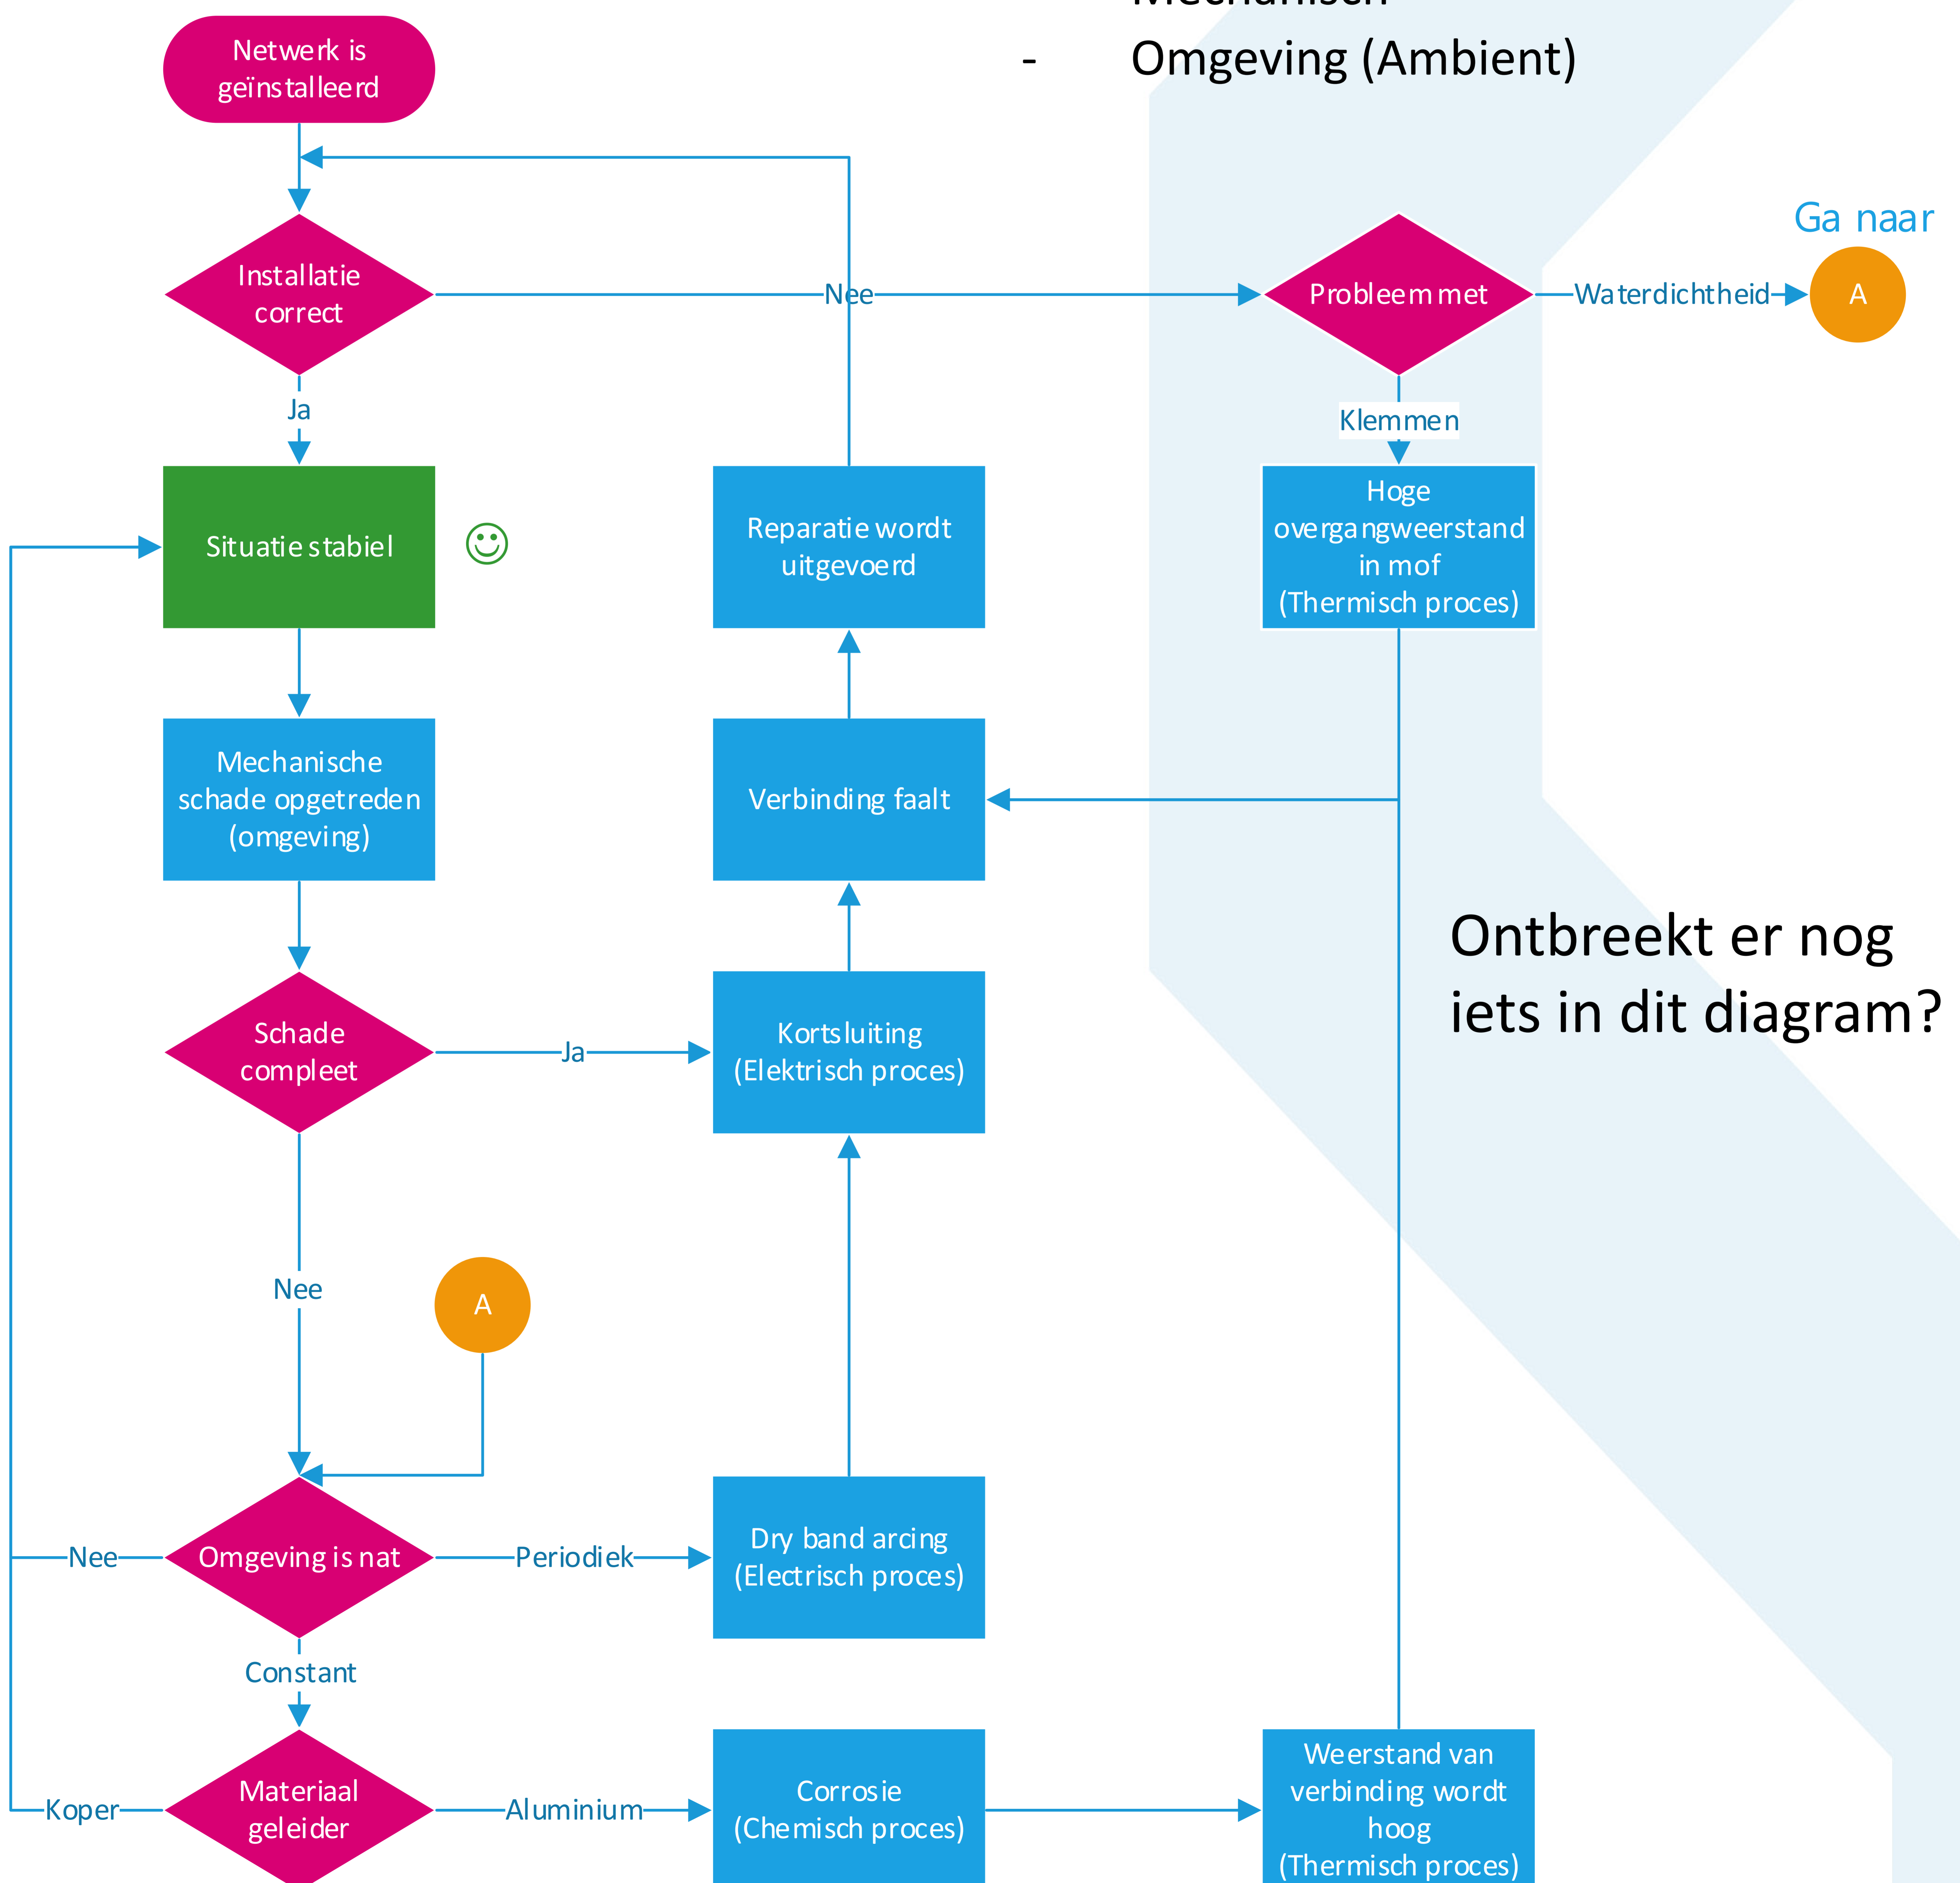 Omgeving (Ambient)
-
Netwerk is
geïnstalleerd
Ga naar
Installatie
correct
Nee
Probleem met
Waterdichtheid
A
Ja
Klemmen
Situatie stabiel
Reparatie wordt
uitgevoerd
Hoge
overgangweerstand
in mof
(Thermisch proces)
Mechanische
schade opgetreden
(omgeving)
Verbinding faalt
Ontbreekt er nog
iets in dit diagram?
Schade
compleet
Ja
Kortsluiting
(Elektrisch proces)
Nee
A
Nee
Omgeving is nat
Periodiek
Dry band arcing
(Electrisch proces)
Constant
Koper
Materiaal
geleider
Aluminium
Corrosie
(Chemisch proces)
Weerstand van
verbinding wordt
hoog
(Thermisch proces)